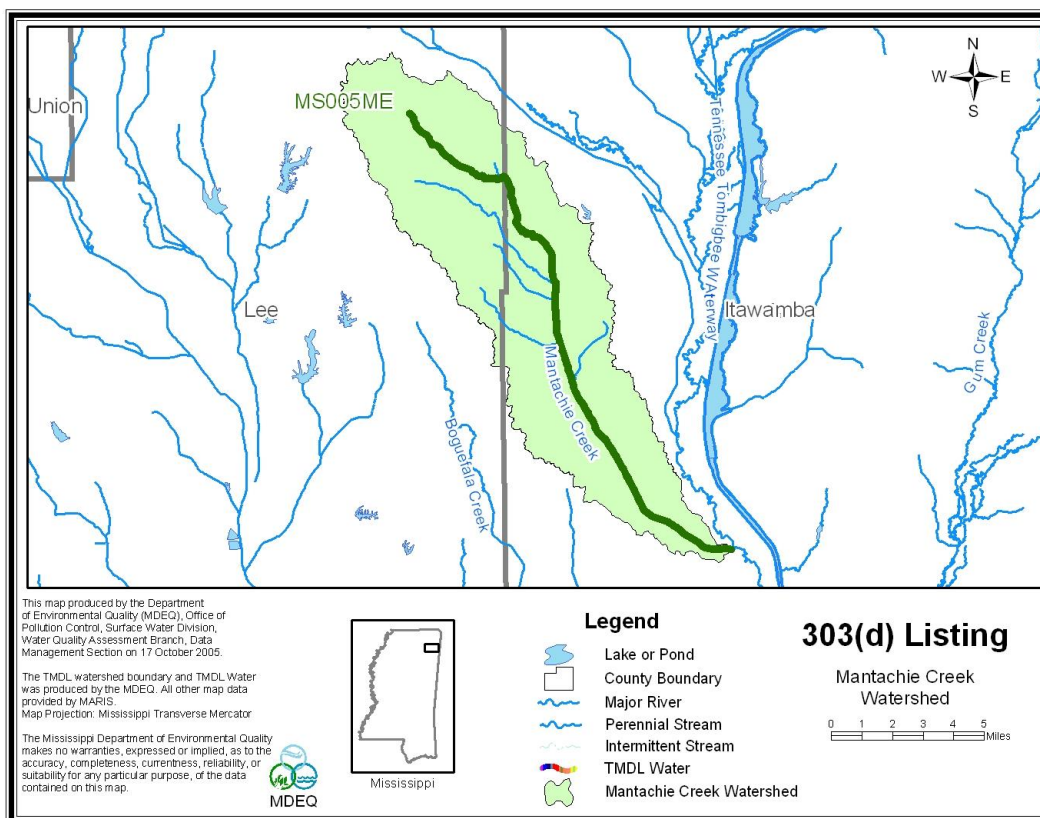 N
W E
S
Union
MS005ME
Tennessee Tombigbee WAterway
Lee
Itawamba
Gum Creek
Mantachie Creek
Boguefala Creek
This map produced by the Department
of Environmental Quality (MDEQ), Office of
Pollution Control, Surface Water Division,
Water Quality Assessment Branch, Data
Management Section on 17 October 2005.
The TMDL watershed boundary and TMDL Water
was produced by the MDEQ. All other map data
provided by MARIS.
Map Projection: Mississippi Transverse Mercator
The Mississippi Department of Environmental Quality
makes no warranties, expressed or implied, as to the
accuracy, completeness, currentness, reliability, or
suitability for any particular purpose, of the data
contained on this map.
MDEQ
Mississippi
Legend
Lake or Pond
County Boundary
Major River
Perennial Stream
Intermittent Stream
TMDL Water
Mantachie Creek Watershed
303(d) Listing
Mantachie Creek
Watershed
0 1 2 3 4 5
Miles